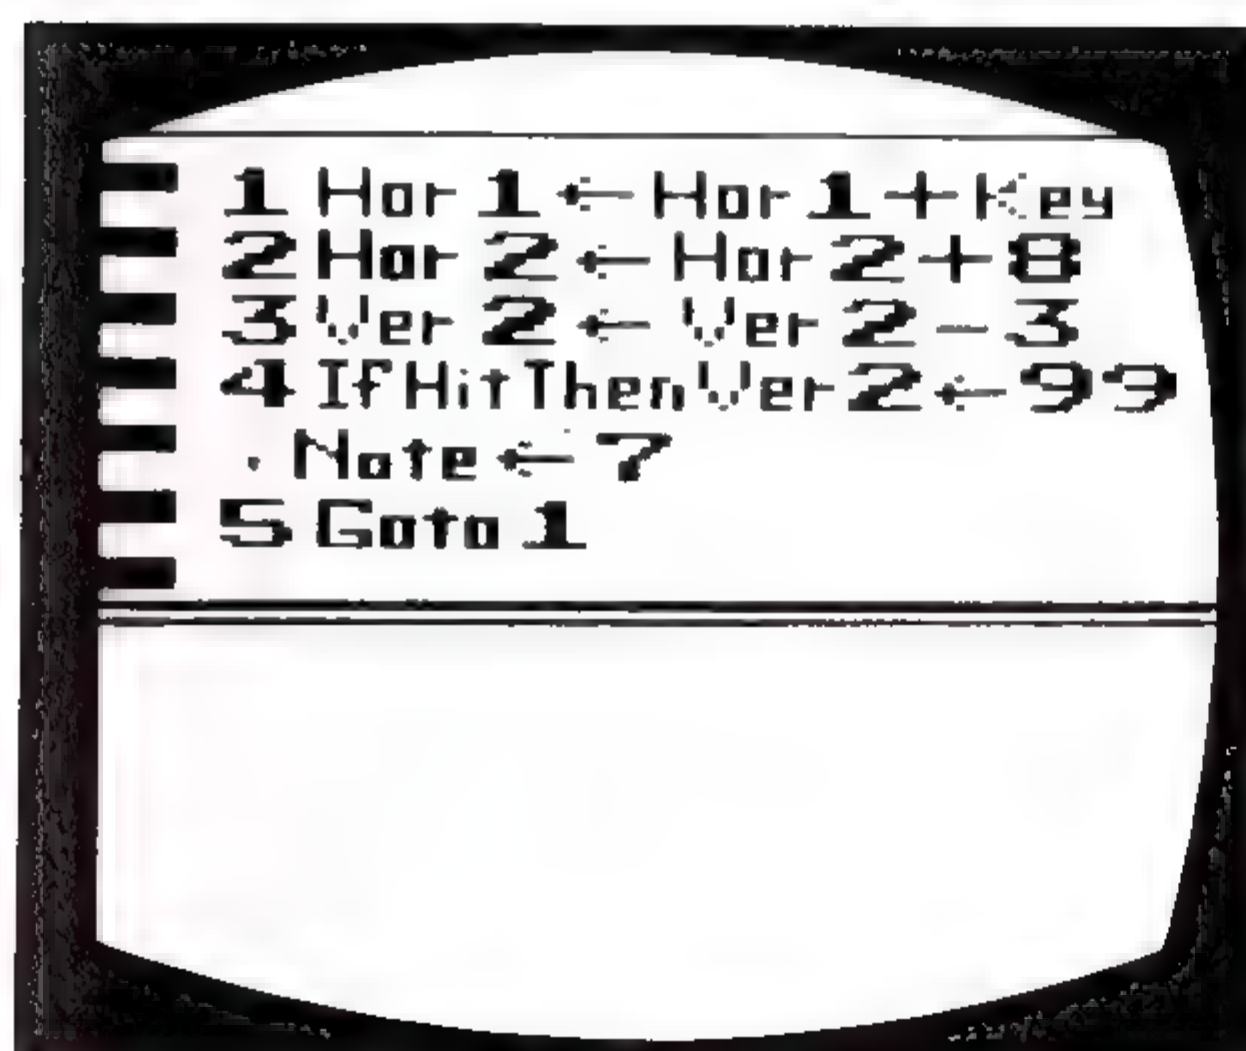 1 Hor 1 ← Hor 1 + Key
2 Hor 2 ← Hor 2 + 8
3 Ver 2 ← Ver 2 - 3
4 If Hit Then Ver 2 ← 99
. Note ← 7
5 Goto 1